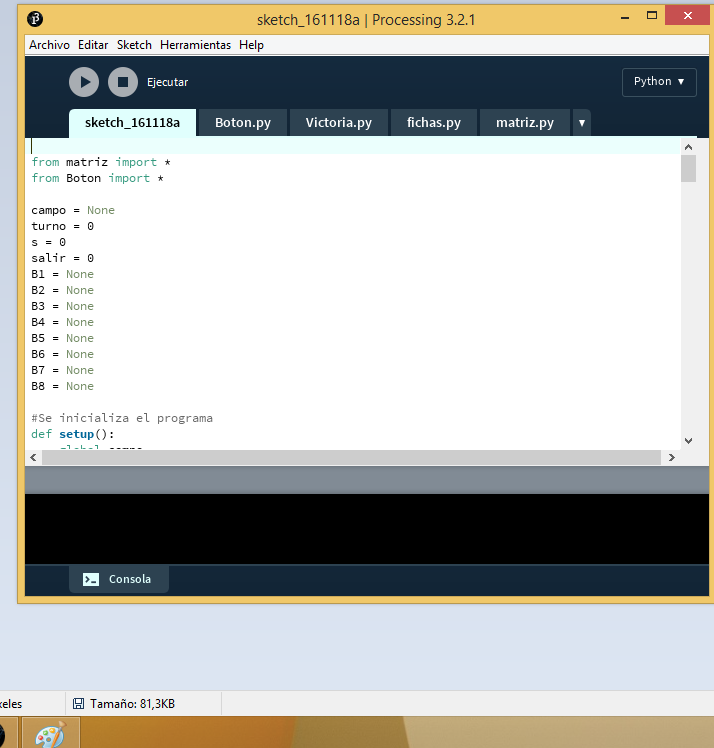 sketch_161118a | Processing 3.2.1
Archivo Editar Sketch Herramientas Help
Ejecutar
Python ▼
sketch_161118a Boton.py Victoria.py fichas.py matriz.py ▼
from matriz import *
from Boton import *
campo = None
turno = 0
s = 0
salir = 0
B1 = None
B2 = None
B3 = None
B4 = None
B5 = None
B6 = None
B7 = None
B8 = None
#Se inicializa el programa
def setup():
global campo
Consola
Tamaño: 81,3KB